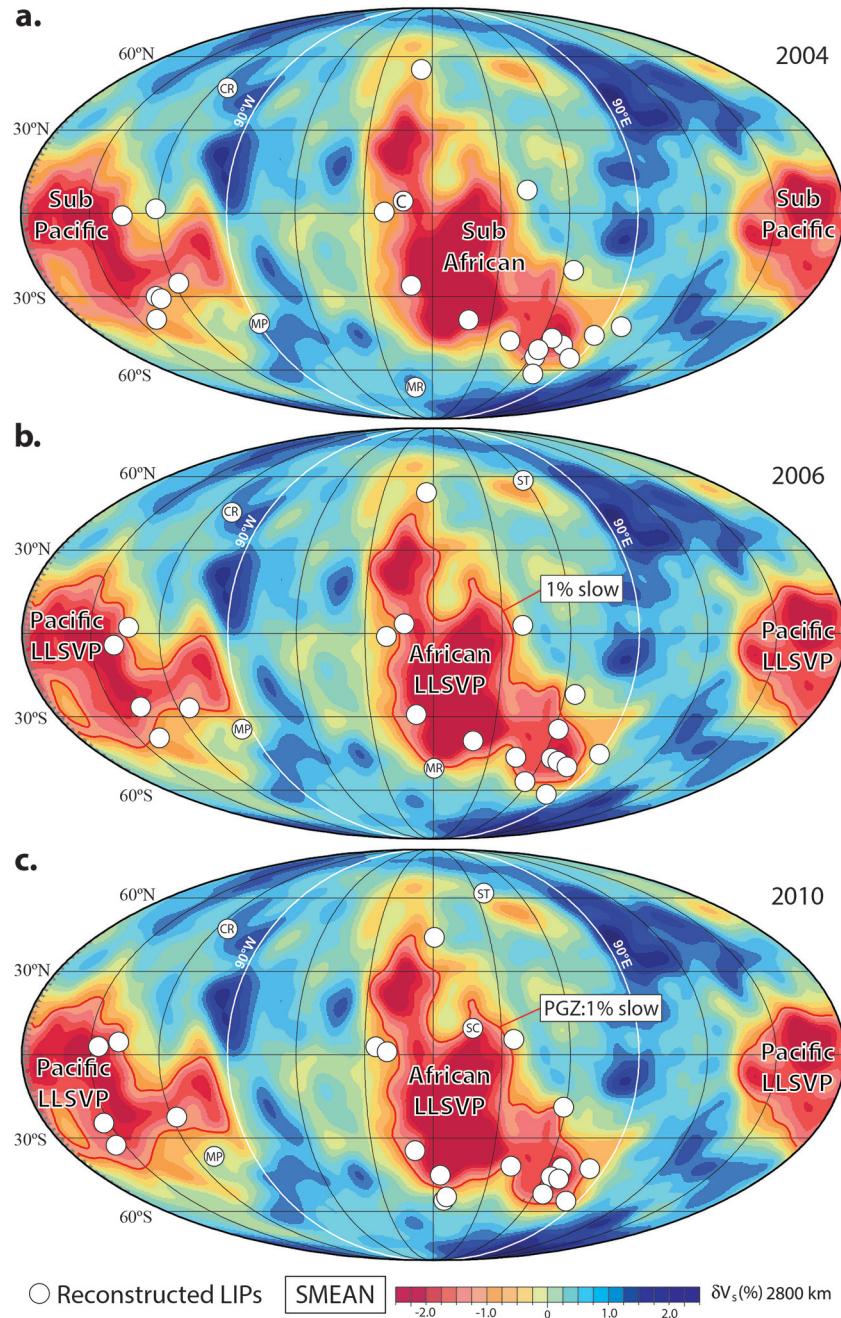 a.
2004
60ºN
CR
90ºW
90ºE
30ºN
C
Sub
Pacific
Sub
African
Sub
Pacific
30ºS
MP
60ºS
MR
b.
2006
60ºN
ST
CR
90ºW
90ºE
30ºN
1% slow
Pacific
LLSVP
African
LLSVP
Pacific
LLSVP
30ºS
MP
MR
60ºS
c.
2010
60ºN
ST
CR
90ºW
90ºE
30ºN
PGZ:1% slow
SC
Pacific
LLSVP
African
LLSVP
Pacific
LLSVP
30ºS
MP
60ºS
Reconstructed LIPs SMEAN δVs(%) 2800 km
-2.0 -1.0 0 1.0 2.0